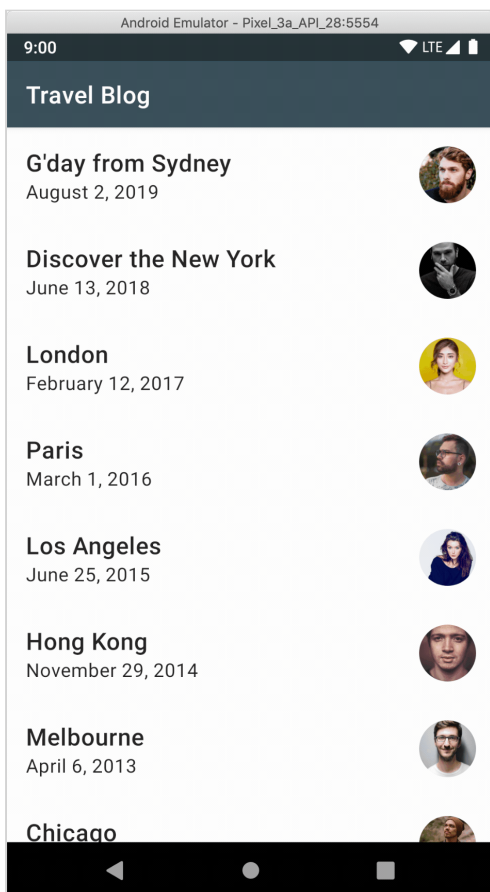 Android Emulator - Pixel_3a_API_28:5554
9:00 LTE
Travel Blog
G'day from Sydney
August 2, 2019
Discover the New York
June 13, 2018
London
February 12, 2017
Paris
March 1, 2016
Los Angeles
June 25, 2015
Hong Kong
November 29, 2014
Melbourne
April 6, 2013
Chicago